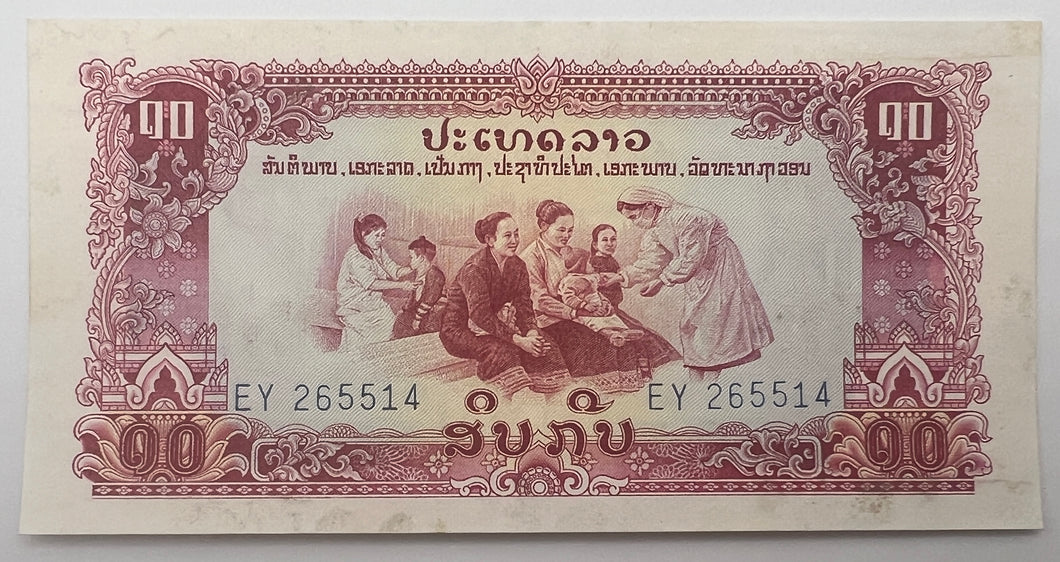 ໑໐ ໑໐
ປະເທດລາວ
ສັນຕິພາບ, ເອກະລາດ, ເປັນກາງ, ປະຊາທິປະໄຕ, ເອກະພາບ, ວັດທະນາຖາວອນ
EY 265514 EY 265514
໑໐ ສິບກີບ ໑໐